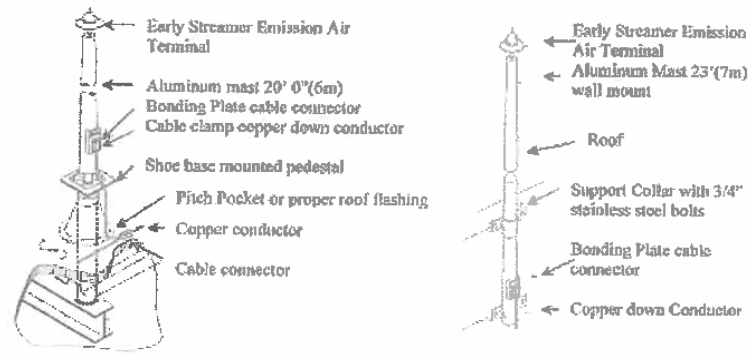 Early Streamer Emission Air
Terminal
Aluminum mast 20' 0"(6m)
Bonding Plate cable connector
Cable clamp copper down conductor
Shoe base mounted pedestal
Pitch Pocket or proper roof flashing
Copper conductor
Cable connector
Early Streamer Emission
Air Terminal
Aluminum Mast 23'(7m)
wall mount
Roof
Support Collar with 3/4"
stainless steel bolts
Bonding Plate cable
connector
Copper down Conductor